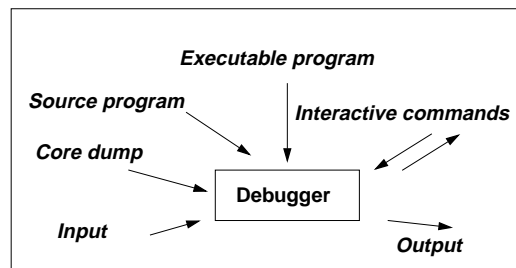 Executable program
Source program
Interactive commands
Core dump
Debugger
Input
Output